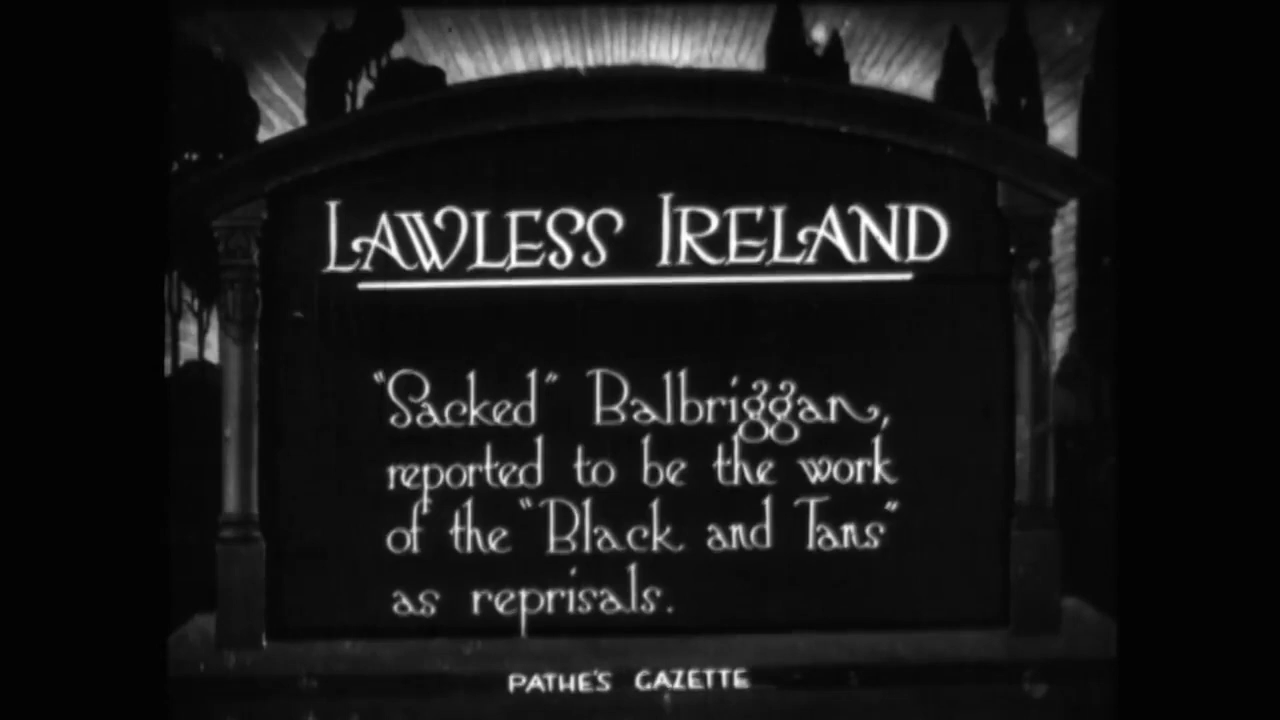 LAWLESS IRELAND
"Sacked" Balbriggan,
reported to be the work
of the "Black and Tans"
as reprisals.
PATHE'S GAZETTE